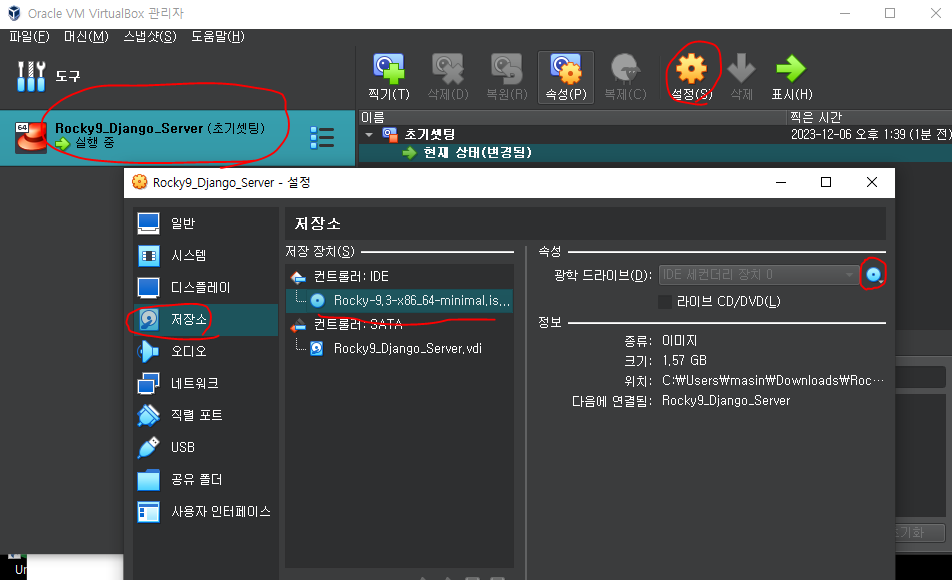 Oracle VM VirtualBox 관리자
파일(F) 머신(M) 스냅샷(S) 도움말(H)
도구
찍기(T) 삭제(D) 복원(R) 속성(P) 복제(C) 설정(S) 삭제 표시(H)
64
Rocky9_Django_Server (초기셋팅)
실행 중
이름 찍은 시간
초기셋팅 2023-12-06 오후 1:39 (1분 전)
현재 상태(변경됨)
Rocky9_Django_Server - 설정
일반
시스템
디스플레이
저장소
오디오
네트워크
직렬 포트
USB
공유 폴더
사용자 인터페이스
저장소
저장 장치(S)
컨트롤러: IDE
Rocky-9,3-x86_64-minimal,is...
컨트롤러: SATA
Rocky9_Django_Server,vdi
속성
광학 드라이브(D): IDE 세컨더리 장치 0
라이브 CD/DVD(L)
정보
종류: 이미지
크기: 1,57 GB
위치: C:₩Users₩masin₩Downloads₩Roc...
다음에 연결됨: Rocky9_Django_Server
기화
Ur